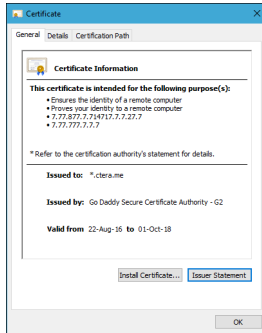 Certificate
General Details Certification Path
Certificate Information
This certificate is intended for the following purpose(s):
• Ensures the identity of a remote computer
• Proves your identity to a remote computer
• 7.77.877.7.714717.7.7.27.7
• 7.77.777.7.7.7
* Refer to the certification authority's statement for details.
Issued to: *.ctera.me
Issued by: Go Daddy Secure Certificate Authority - G2
Valid from 22-Aug-16 to 01-Oct-18
Install Certificate... Issuer Statement
OK